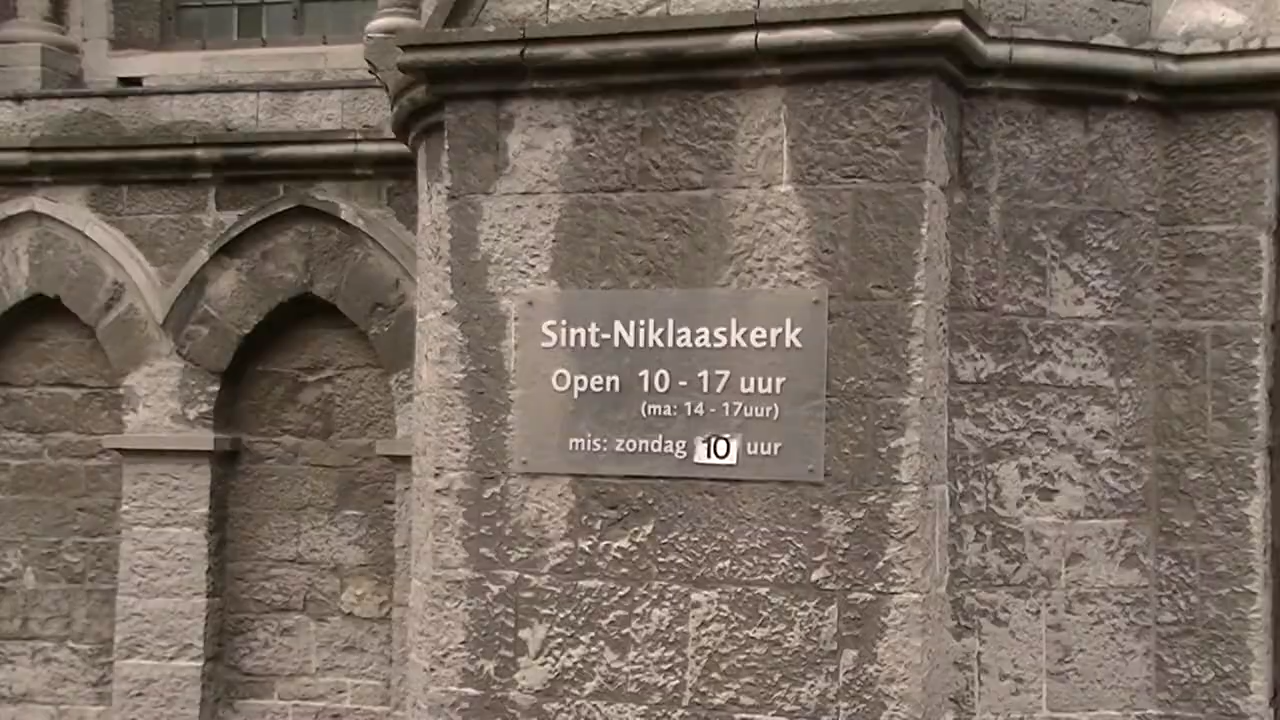 Sint-Niklaaskerk
Open 10 - 17 uur
(ma: 14 - 17uur)
mis: zondag 10 uur